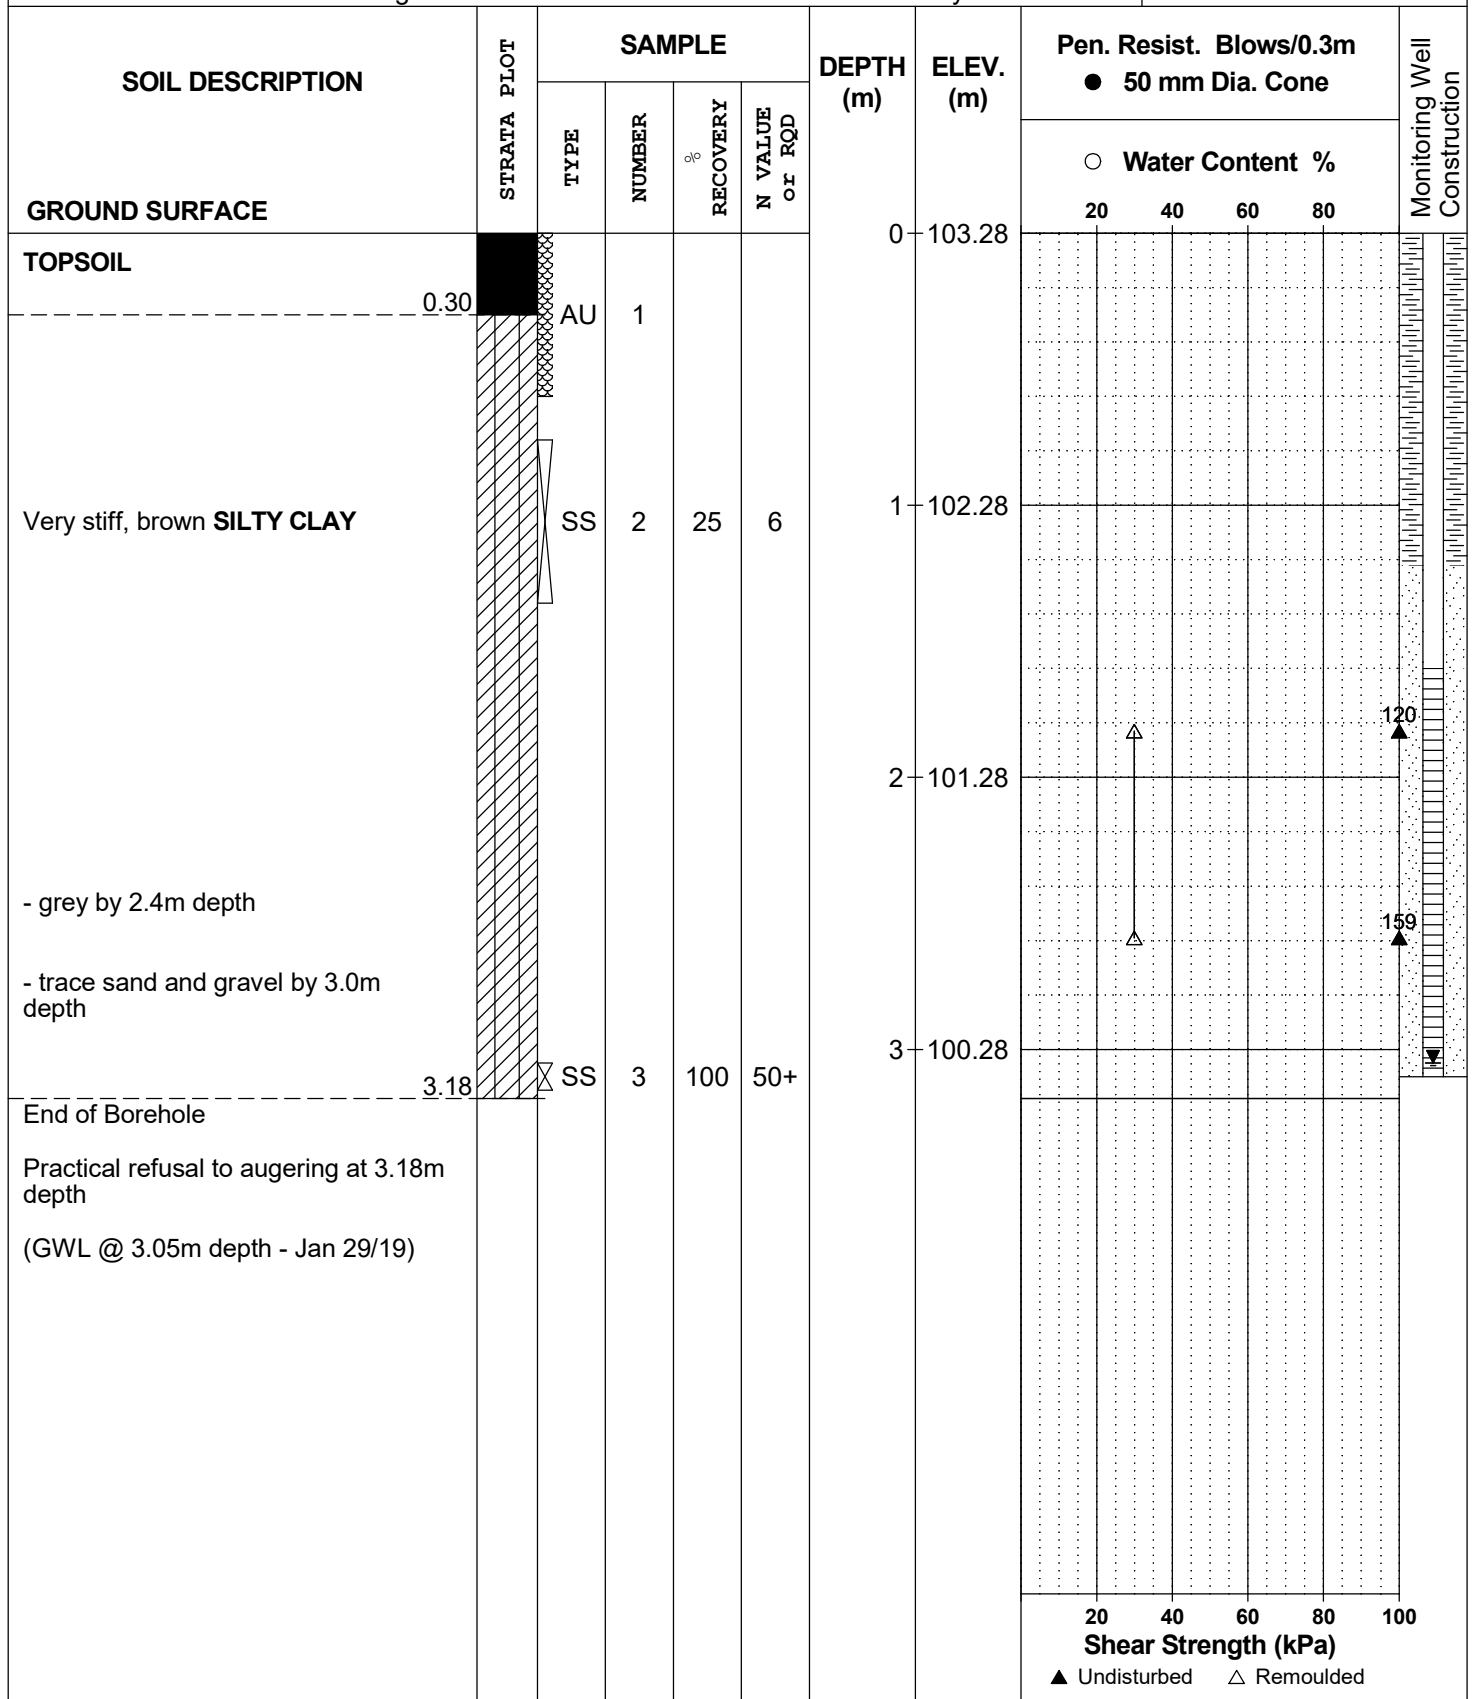 SOIL DESCRIPTION
GROUND SURFACE
STRATA PLOT
SAMPLE
TYPE
NUMBER
%
RECOVERY
N VALUE
or RQD
DEPTH
(m)
ELEV.
(m)
Pen. Resist. Blows/0.3m
● 50 mm Dia. Cone
○ Water Content %
20 40 60 80
Monitoring Well
Construction
0 103.28
TOPSOIL
0.30
AU 1
1 102.28
Very stiff, brown SILTY CLAY
SS 2 25 6
120
2 101.28
- grey by 2.4m depth
159
- trace sand and gravel by 3.0m
depth
3 100.28
SS 3 100 50+
3.18
End of Borehole
Practical refusal to augering at 3.18m
depth
(GWL @ 3.05m depth - Jan 29/19)
20 40 60 80 100
Shear Strength (kPa)
▲ Undisturbed △ Remoulded